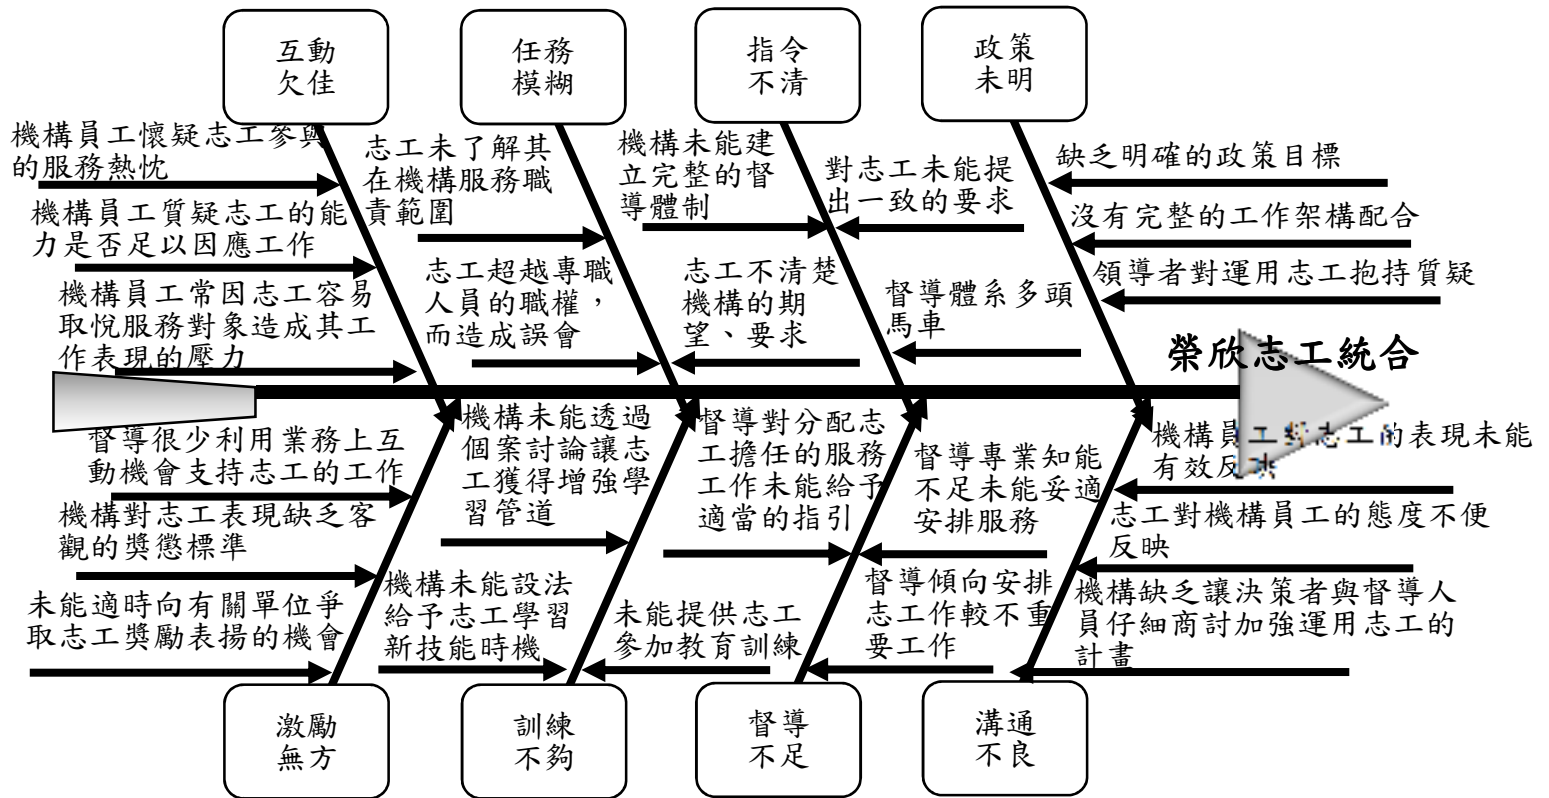 互動
欠佳
任務
模糊
指令
不清
政策
未明
機構員工懷疑志工參與
的服務熱忱
機構員工質疑志工的能
力是否足以因應工作
機構員工常因志工容易
取悅服務對象造成其工
作表現的壓力
志工未了解其
在機構服務職
責範圍
志工超越專職
人員的職權，
而造成誤會
機構未能建
立完整的督
導體制
志工不清楚
機構的期
望、要求
對志工未能提
出一致的要求
督導體系多頭
馬車
缺乏明確的政策目標
沒有完整的工作架構配合
領導者對運用志工抱持質疑
榮欣志工統合
督導很少利用業務上互
動機會支持志工的工作
機構對志工表現缺乏客
觀的獎懲標準
未能適時向有關單位爭
取志工獎勵表揚的機會
機構未能透過
個案討論讓志
工獲得增強學
習管道
機構未能設法
給予志工學習
新技能時機
督導對分配志
工擔任的服務
工作未能給予
適當的指引
未能提供志工
參加教育訓練
督導專業知能
不足未能妥適
安排服務
督導傾向安排
志工作較不重
要工作
機構員工對志工的表現未能
有效反映
志工對機構員工的態度不便
反映
機構缺乏讓決策者與督導人
員仔細商討加強運用志工的
計畫
激勵
無方
訓練
不夠
督導
不足
溝通
不良